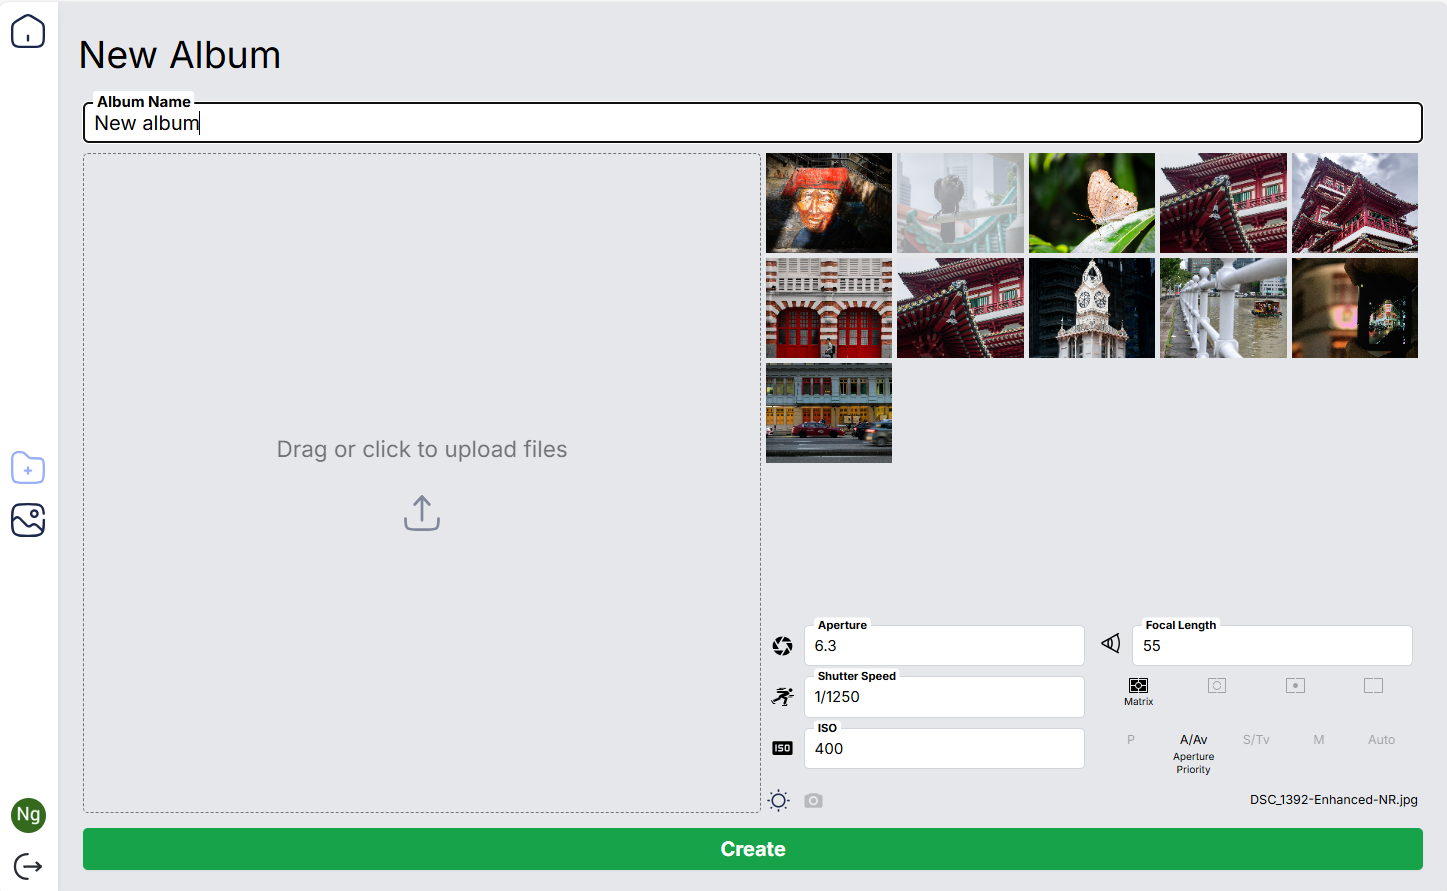 New Album
Album Name
New album
Drag or click to upload files
Aperture
6.3
Focal Length
55
Shutter Speed
1/1250
Matrix
ISO
ISO
400
P
A/Av
S/Tv
M
Auto
Aperture
Priority
DSC_1392-Enhanced-NR.jpg
Ng
Create